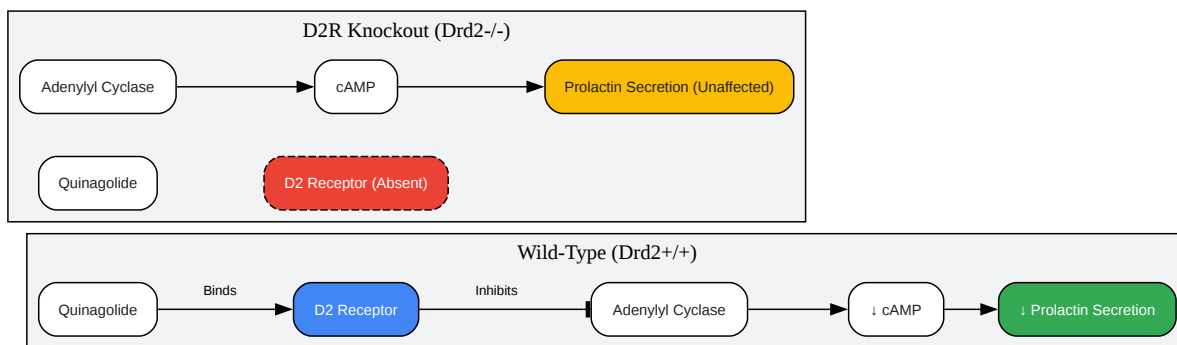 D2R Knockout (Drd2-/-)
Adenylyl Cyclase
cAMP
Prolactin Secretion (Unaffected)
Quinagolide
D2 Receptor (Absent)
Wild-Type (Drd2+/+)
Quinagolide
Binds
D2 Receptor
Inhibits
Adenylyl Cyclase
↓ cAMP
↓ Prolactin Secretion